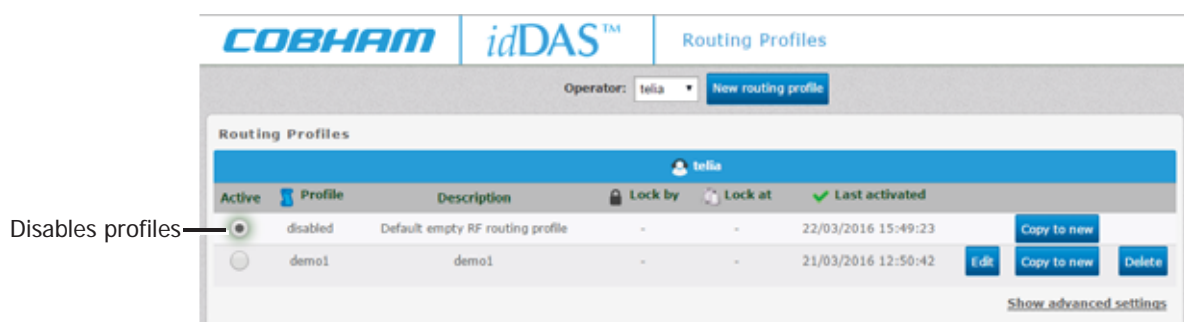 COBHAM idDAS™ Routing Profiles
Operator: telia New routing profile
Routing Profiles
telia
Active Profile Description Lock by Lock at Last activated
Disables profiles disabled Default empty RF routing profile - - 22/03/2016 15:49:23 Copy to new
demo1 demo1 - - 21/03/2016 12:50:42 Edit Copy to new Delete
Show advanced settings